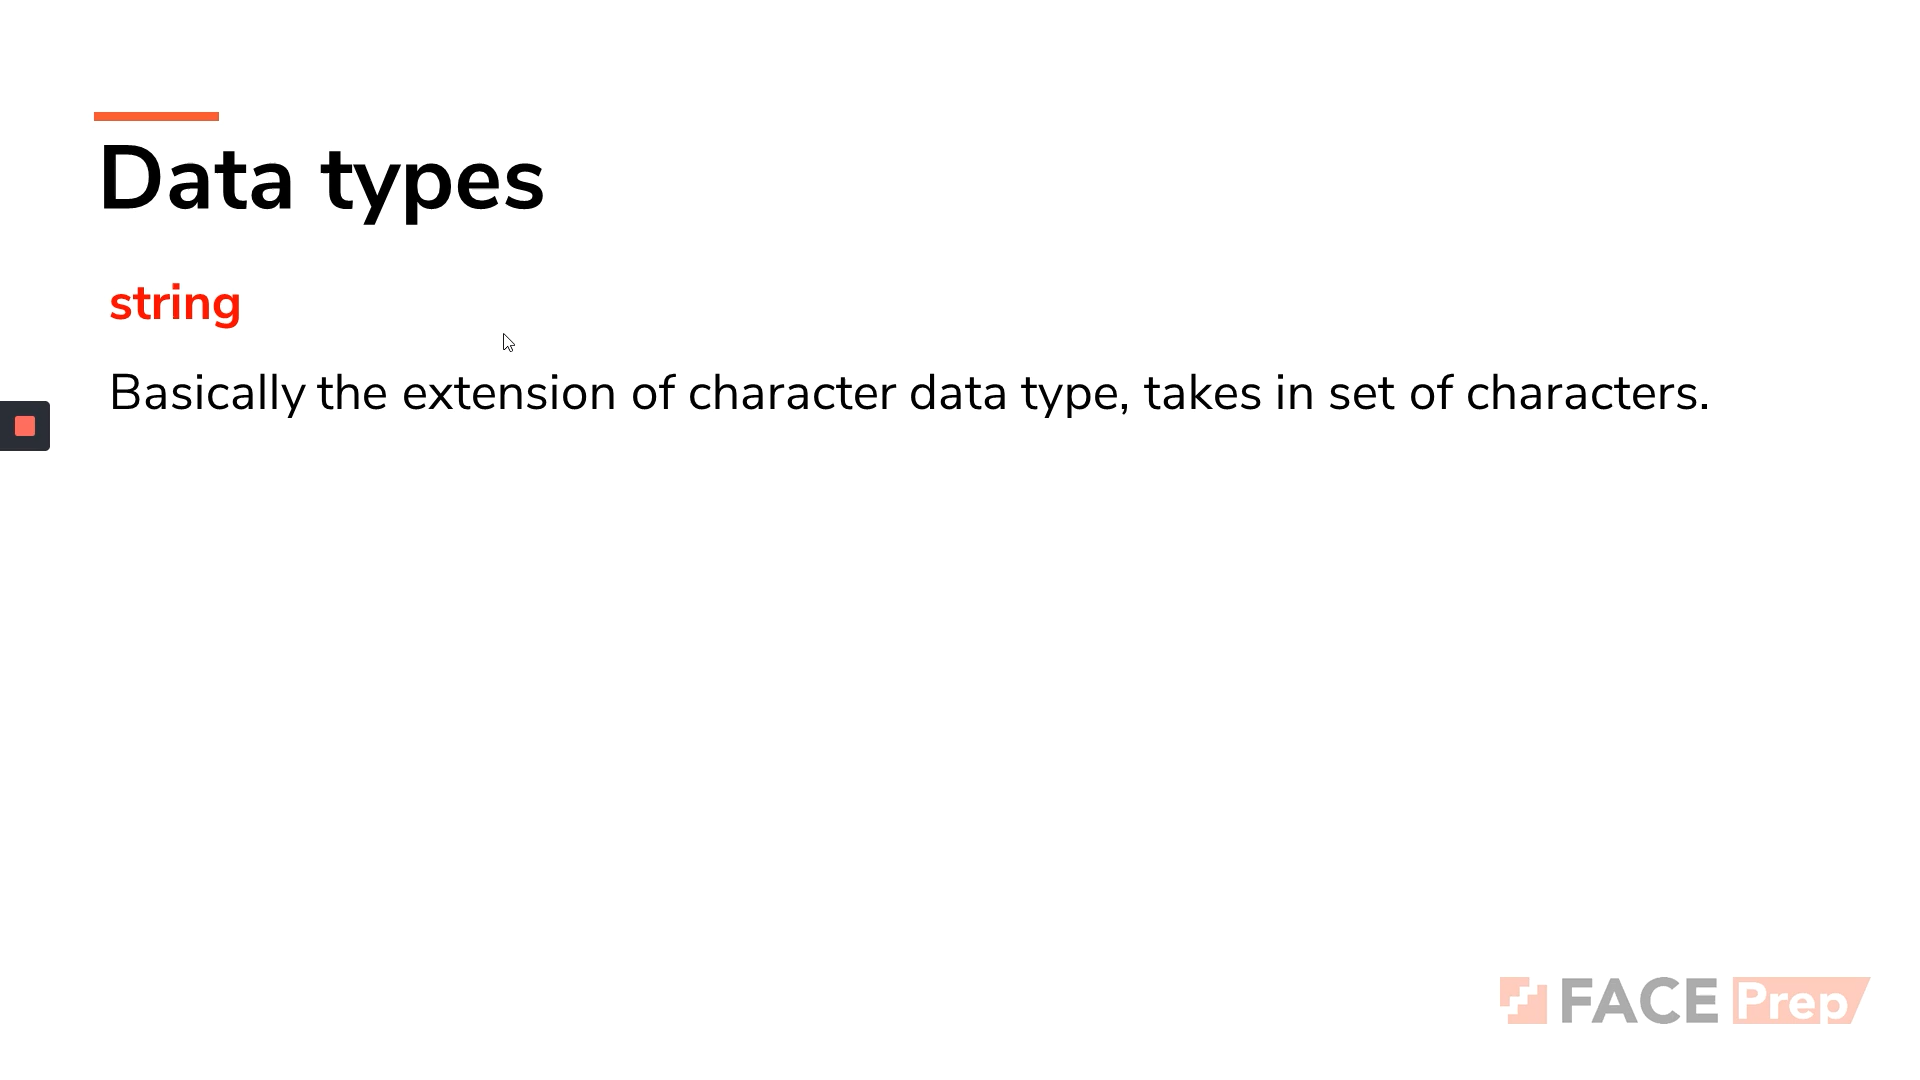 Data types
string
Basically the extension of character data type, takes in set of characters.
FACE Prep